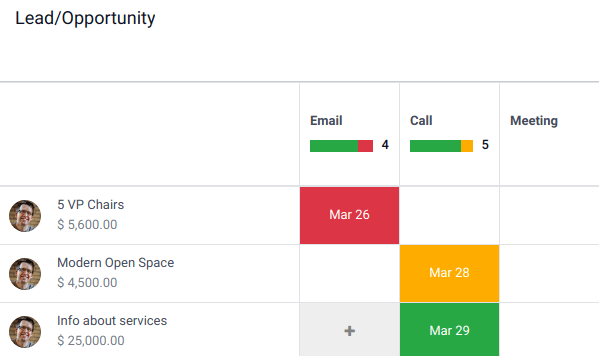 Lead/Opportunity
Email
4
Call
5
Meeting
5 VP Chairs
$ 5,600.00
Mar 26
Modern Open Space
$ 4,500.00
Mar 28
Info about services
$ 25,000.00
+
Mar 29